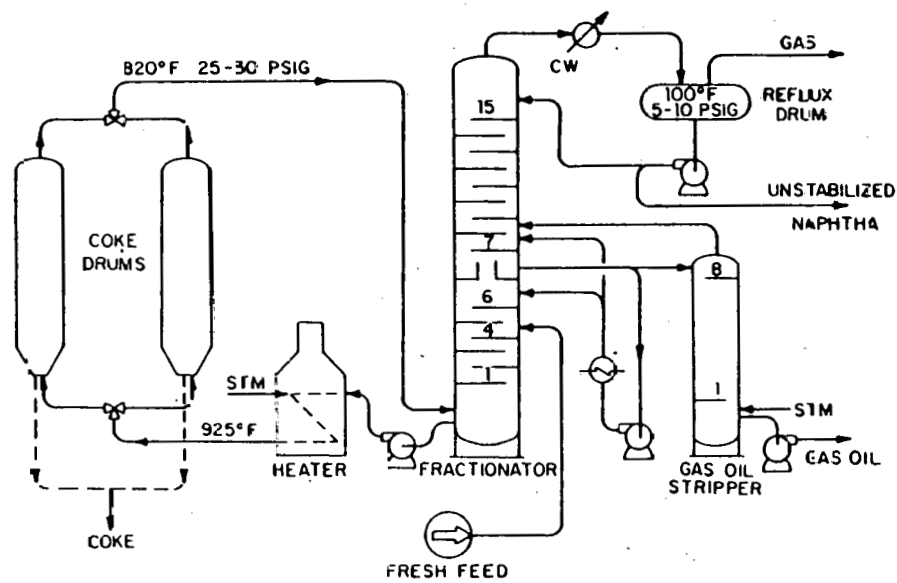 820°F 25-30 PSIG
CW
GAS
100°F
5-10 PSIG
REFLUX
DRUM
15
UNSTABILIZED
NAPHTHA
COKE
DRUMS
7
8
6
4
1
STM
1
STM
925°F
HEATER
FRACTIONATOR
GAS OIL
STRIPPER
GAS OIL
COKE
FRESH FEED